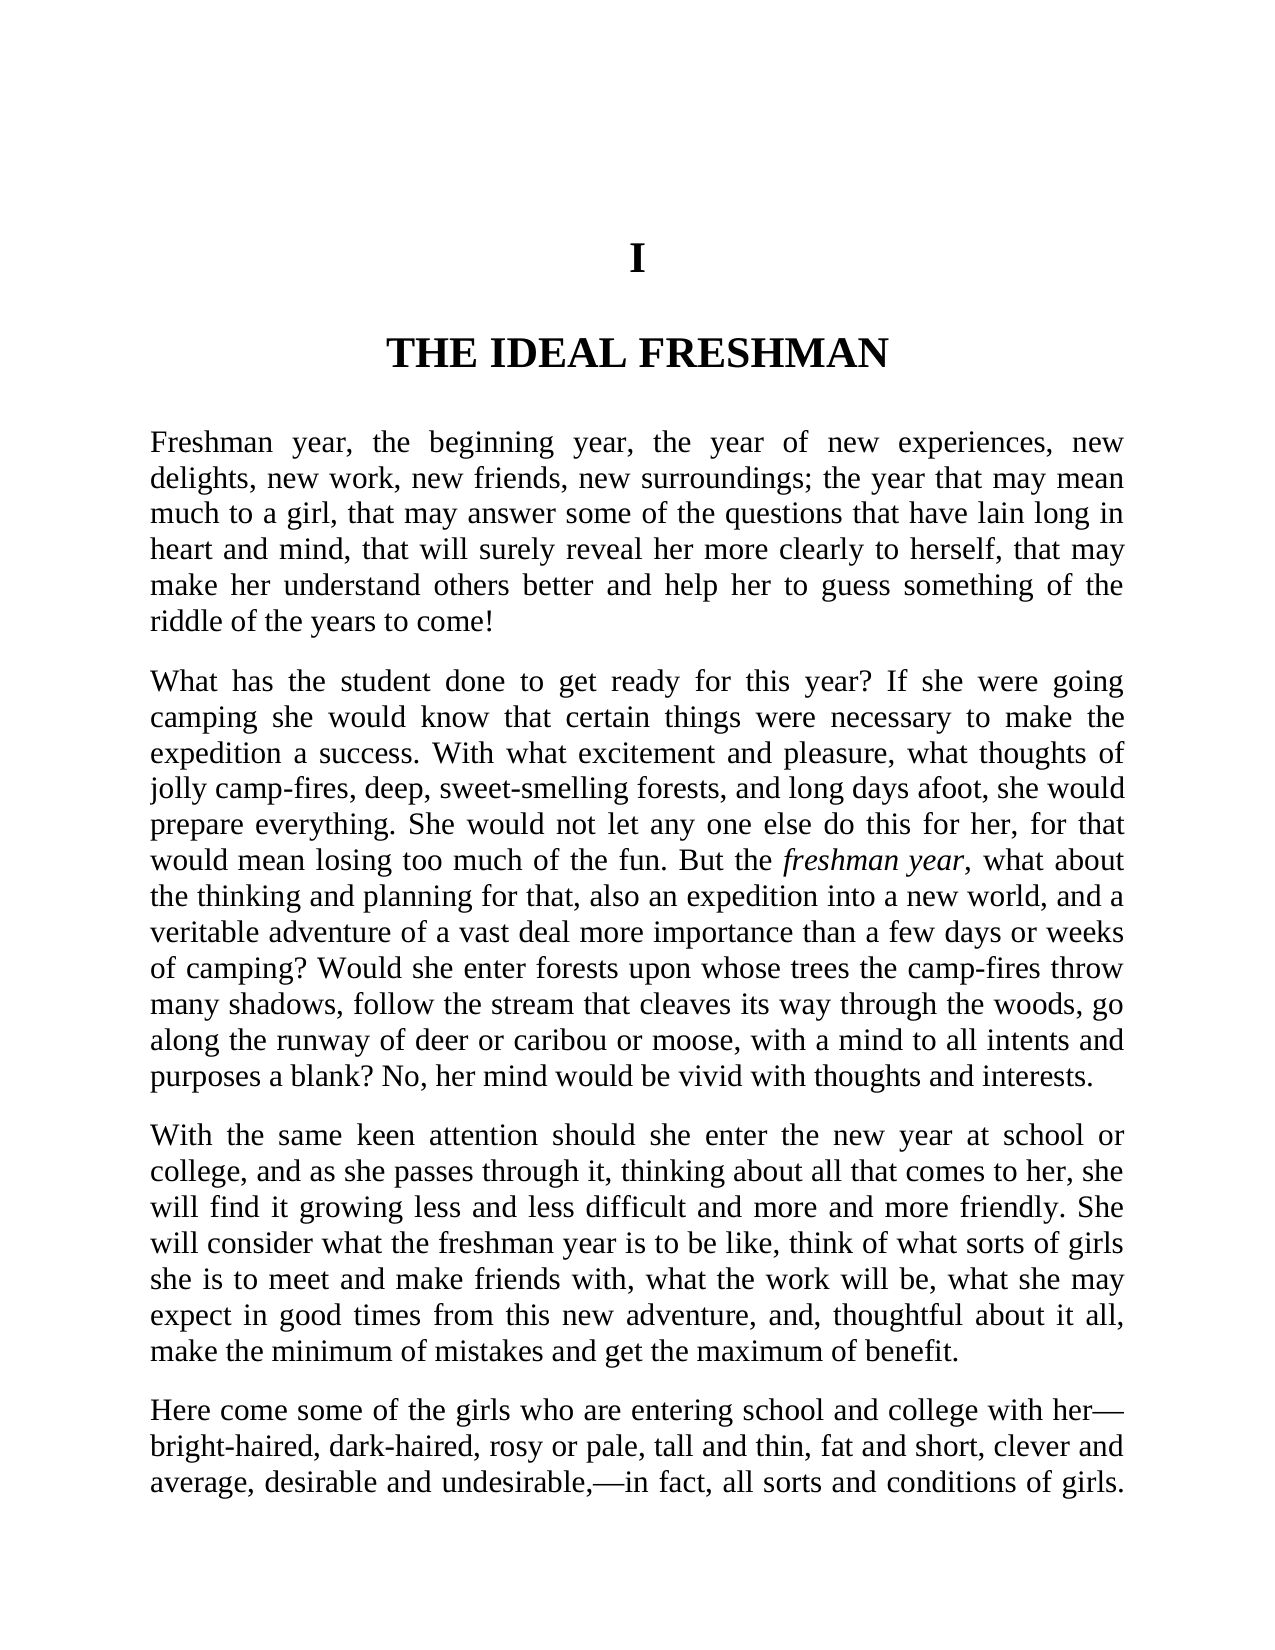 I
THE IDEAL FRESHMAN
Freshman year, the beginning year, the year of new experiences, new
delights, new work, new friends, new surroundings; the year that may mean
much to a girl, that may answer some of the questions that have lain long in
heart and mind, that will surely reveal her more clearly to herself, that may
make her understand others better and help her to guess something of the
riddle of the years to come!
What has the student done to get ready for this year? If she were going
camping she would know that certain things were necessary to make the
expedition a success. With what excitement and pleasure, what thoughts of
jolly camp-fires, deep, sweet-smelling forests, and long days afoot, she would
prepare everything. She would not let any one else do this for her, for that
would mean losing too much of the fun. But the freshman year, what about
the thinking and planning for that, also an expedition into a new world, and a
veritable adventure of a vast deal more importance than a few days or weeks
of camping? Would she enter forests upon whose trees the camp-fires throw
many shadows, follow the stream that cleaves its way through the woods, go
along the runway of deer or caribou or moose, with a mind to all intents and
purposes a blank? No, her mind would be vivid with thoughts and interests.
With the same keen attention should she enter the new year at school or
college, and as she passes through it, thinking about all that comes to her, she
will find it growing less and less difficult and more and more friendly. She
will consider what the freshman year is to be like, think of what sorts of girls
she is to meet and make friends with, what the work will be, what she may
expect in good times from this new adventure, and, thoughtful about it all,
make the minimum of mistakes and get the maximum of benefit.
Here come some of the girls who are entering school and college with her—
bright-haired, dark-haired, rosy or pale, tall and thin, fat and short, clever and
average, desirable and undesirable,—in fact, all sorts and conditions of girls.